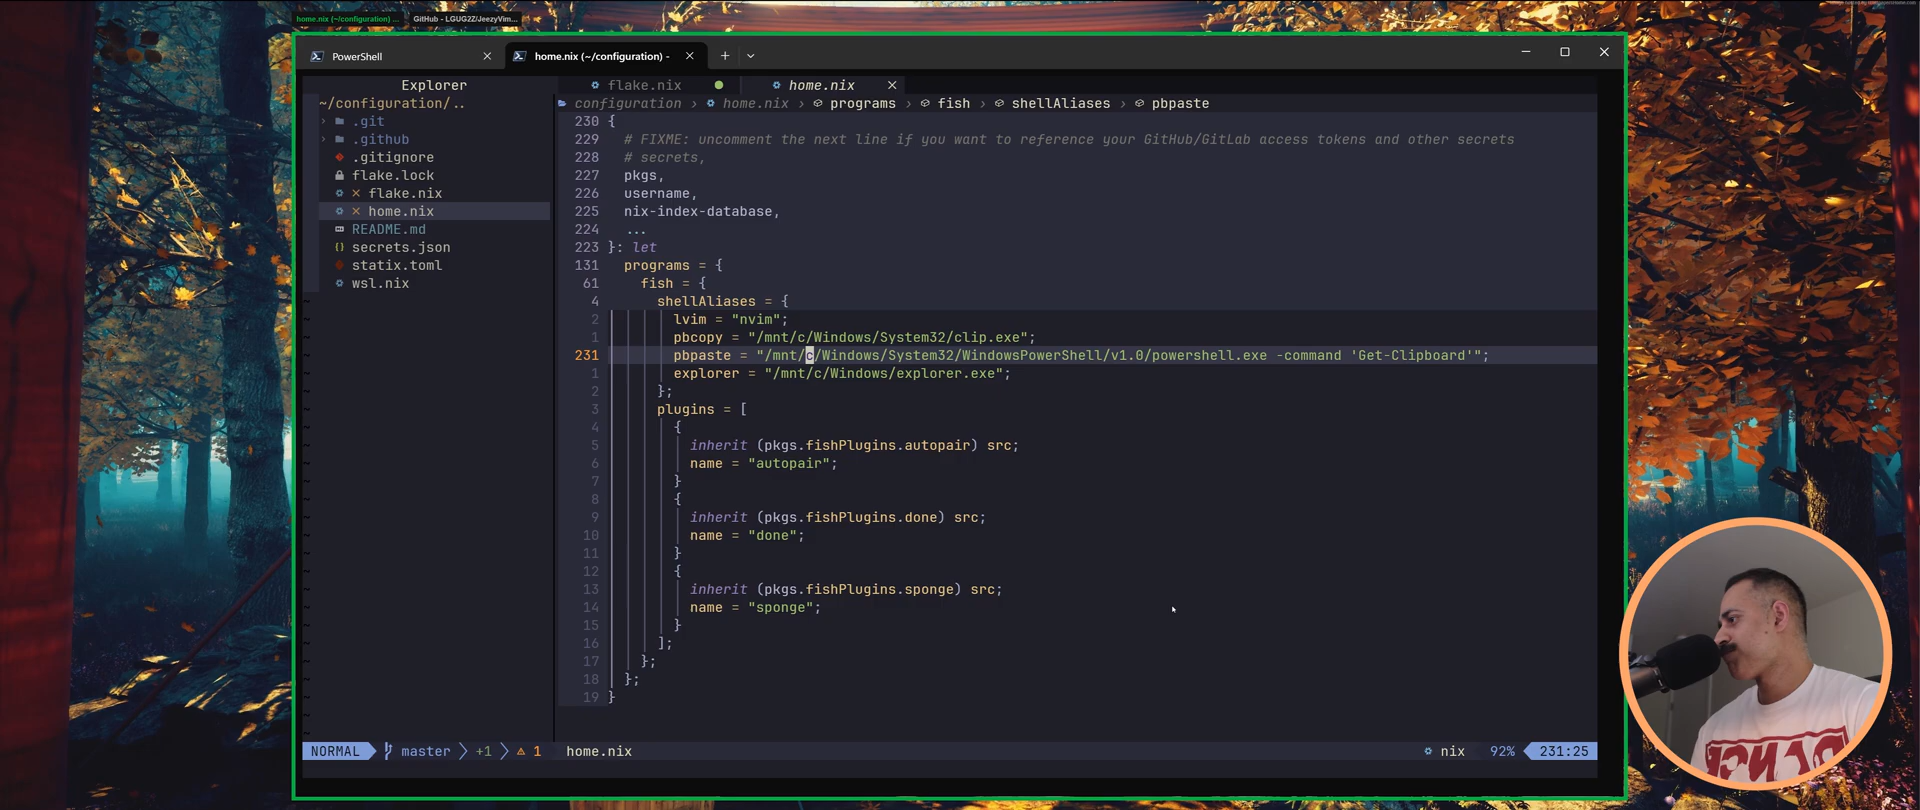 home.nix (~/configuration) ...
GitHub - LGUG2Z/JeezyVim...
PowerShell
home.nix (~/configuration) -
Explorer
flake.nix
home.nix
~/configuration/..
configuration › home.nix › programs › fish › shellAliases › pbpaste
.git
.github
.gitignore
flake.lock
flake.nix
home.nix
README.md
secrets.json
statix.toml
wsl.nix
230 {
229 # FIXME: uncomment the next line if you want to reference your GitHub/GitLab access tokens and other secrets
228 # secrets,
227 pkgs,
226 username,
225 nix-index-database,
224 ...
223 }: let
131 programs = {
61 fish = {
4 shellAliases = {
2 lvim = "nvim";
1 pbcopy = "/mnt/c/Windows/System32/clip.exe";
231 pbpaste = "/mnt/c/Windows/System32/WindowsPowerShell/v1.0/powershell.exe -command 'Get-Clipboard'";
1 explorer = "/mnt/c/Windows/explorer.exe";
2 };
3 plugins = [
4 {
5 inherit (pkgs.fishPlugins.autopair) src;
6 name = "autopair";
7 }
8 {
9 inherit (pkgs.fishPlugins.done) src;
10 name = "done";
11 }
12 {
13 inherit (pkgs.fishPlugins.sponge) src;
14 name = "sponge";
15 }
16 ];
17 };
18 };
19 }
NORMAL master +1 1 home.nix nix 92% 231:25